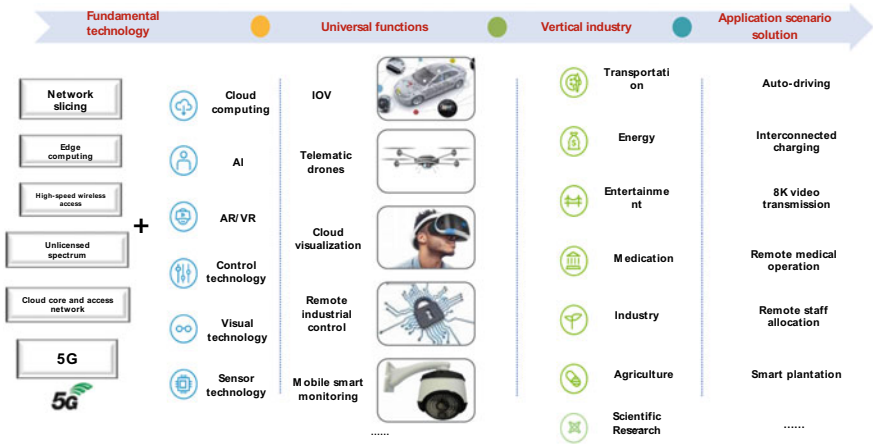 Fundamental
technology
Universal functions
Vertical industry
Application scenario
solution
Network
slicing
Edge
computing
High-speed wireless
access
Unlicensed
spectrum
Cloud core and access
network
5G
5G
+
Cloud
computing
AI
AR/VR
Control
technology
Visual
technology
Sensor
technology
IOV
Telematic
drones
Cloud
visualization
Remote
industrial
control
Mobile smart
monitoring
......
Transportati
on
Energy
Entertainme
nt
Medication
Industry
Agriculture
Scientific
Research
Auto-driving
Interconnected
charging
8K video
transmission
Remote medical
operation
Remote staff
allocation
Smart plantation
......